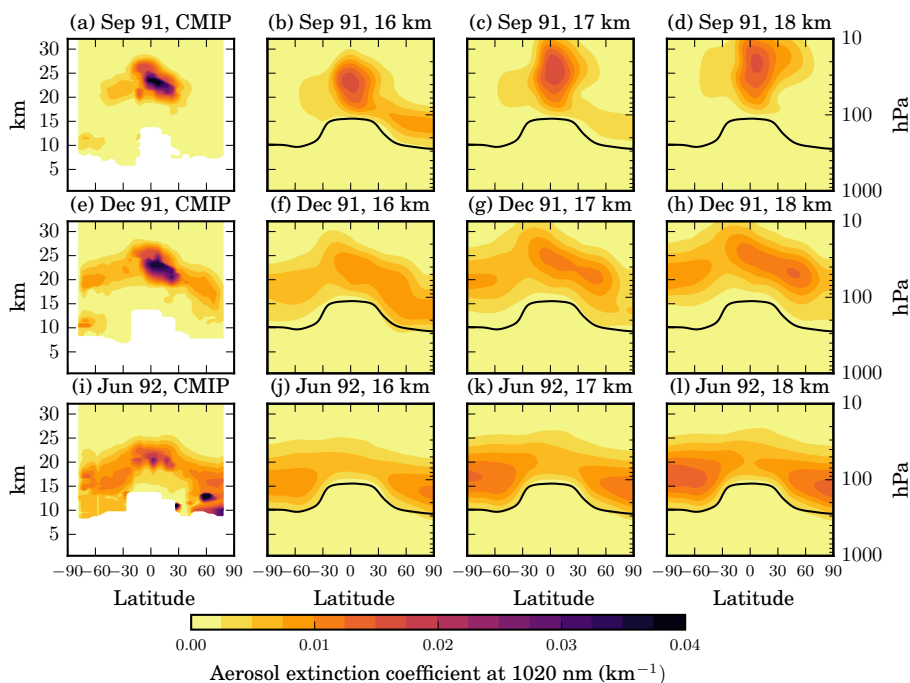 (a) Sep 91, CMIP (b) Sep 91, 16 km (c) Sep 91, 17 km (d) Sep 91, 18 km
30
25
20
15
10
5
km
10
100
1000
hPa
(e) Dec 91, CMIP (f) Dec 91, 16 km (g) Dec 91, 17 km (h) Dec 91, 18 km
30
25
20
15
10
5
km
10
100
1000
hPa
(i) Jun 92, CMIP (j) Jun 92, 16 km (k) Jun 92, 17 km (l) Jun 92, 18 km
30
25
20
15
10
5
km
10
100
1000
hPa
−90 −60 −30 0 30 60 90 −90 −60 −30 0 30 60 90 −90 −60 −30 0 30 60 90 −90 −60 −30 0 30 60 90
Latitude Latitude Latitude Latitude
0.00 0.01 0.02 0.03 0.04
Aerosol extinction coefficient at 1020 nm (km⁻¹)